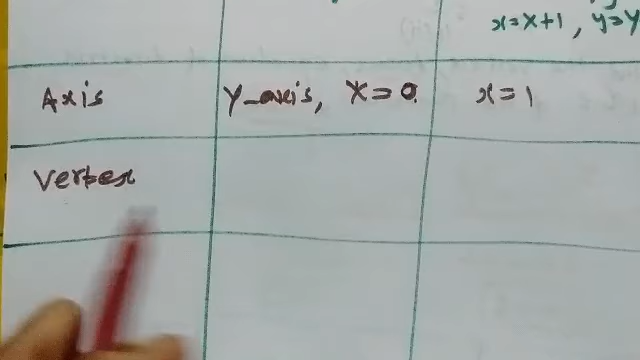 x=X+1, y=Y
Axis Y-axis, X=0. x=1
Vertex